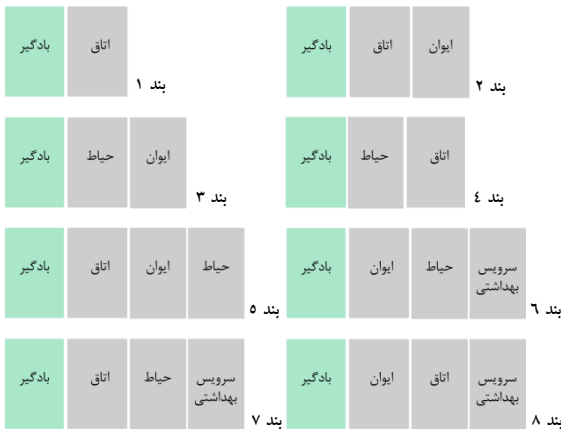 بادگیر اتاق بند ۱
بادگیر اتاق ایوان بند ۲
بادگیر حیاط ایوان بند ۳
بادگیر حیاط اتاق بند ٤
بادگیر اتاق ایوان حیاط بند ٥
بادگیر ایوان حیاط سرویس
بهداشتی بند ٦
بادگیر اتاق حیاط سرویس
بهداشتی بند ۷
بادگیر ایوان اتاق سرویس
بهداشتی بند ۸